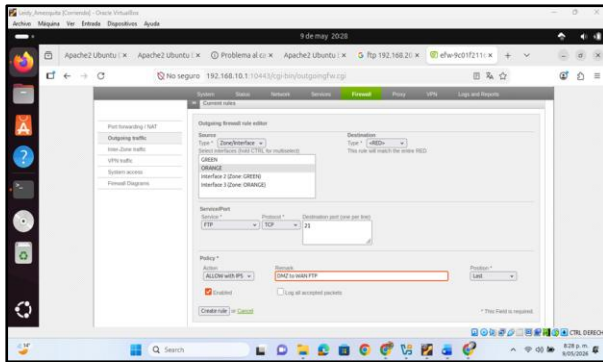 Leidy_Amezquita [Corriendo] - Oracle VirtualBox
Archivo Máquina Ver Entrada Dispositivos Ayuda
9 de may 20:28
Apache2 Ubuntu: Apache2 Ubuntu: Problema al ca Apache2 Ubuntu: ftp 192.168.20 efw-9c01f211
No seguro 192.168.10.1:10443/cgi-bin/outgoingfw.cgi
System Status Network Services Firewall Proxy VPN Logs and Reports
Current rules
Port forwarding / NAT
Outgoing traffic
Inter-Zone traffic
VPN traffic
System access
Firewall Diagrams
Outgoing firewall rule editor
Source Destination
Type * Zone/Interface Type * <RED>
Select interfaces (hold CTRL for multiselect) This rule will match the entire RED.
GREEN
ORANGE
Interface 2 (Zone: GREEN)
Interface 3 (Zone: ORANGE)
Service/Port
Service * Protocol * Destination port (one per line)
FTP TCP 21
Policy *
Action Remark Position *
ALLOW with IPS DMZ to WAN FTP Last
Enabled Log all accepted packets
Create rule or Cancel * This Field is required.
CTRL DERECH
14°
Search
8:28 p. m.
9/05/2026